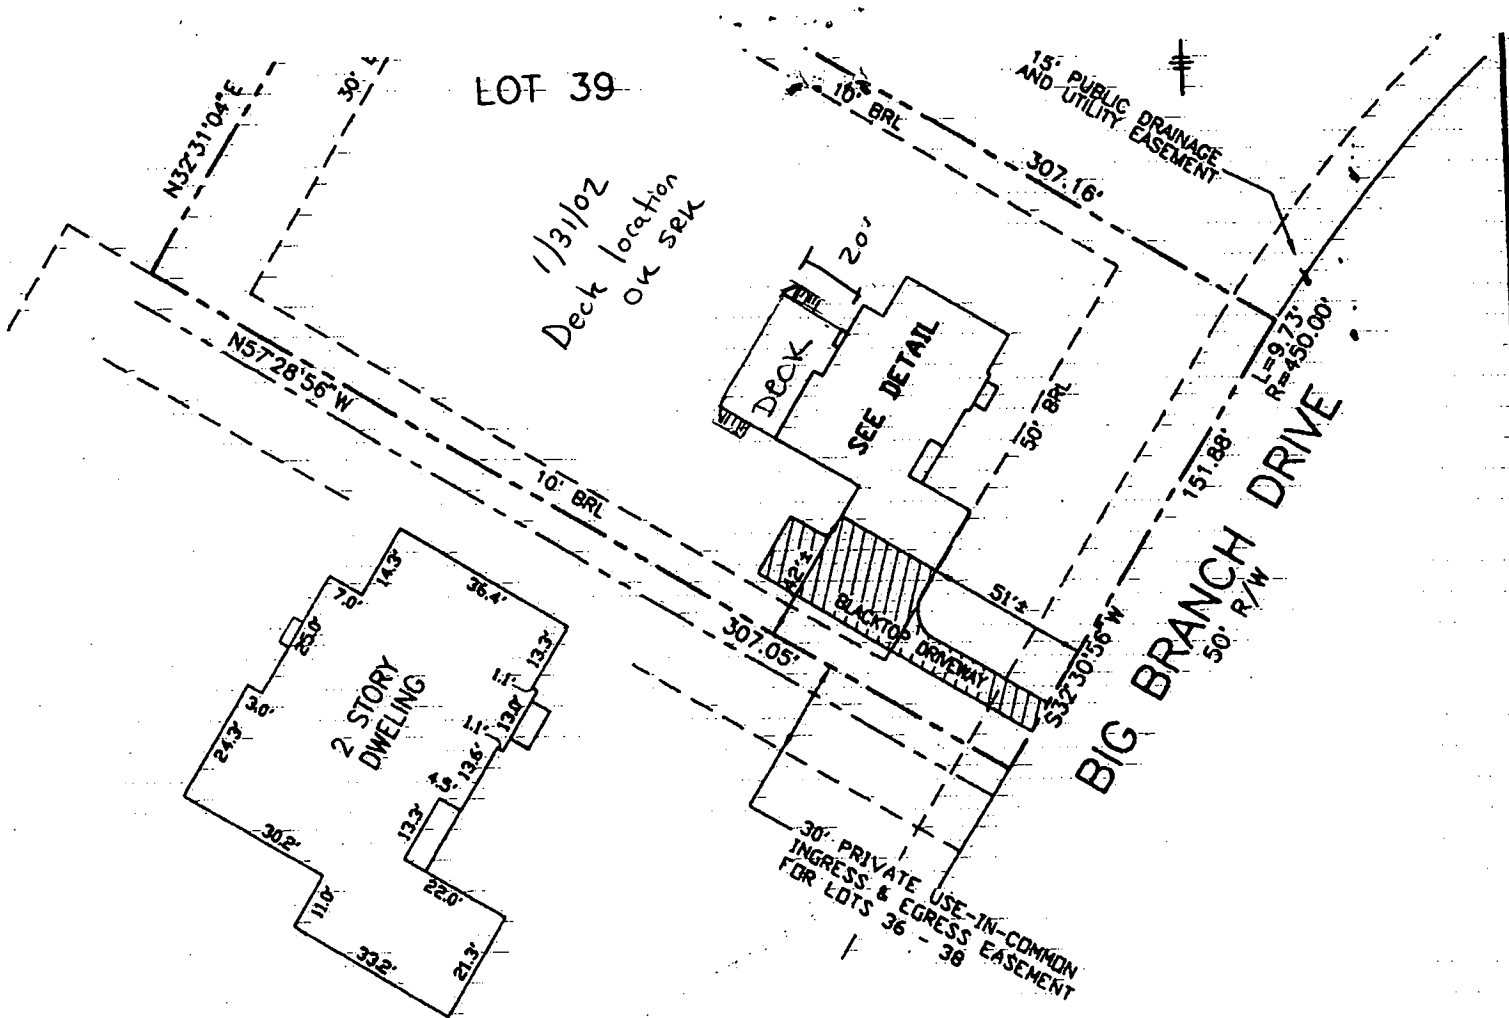 LOT 39
N32°31'04"E
30'
1/31/02
Deck location
OK SRK
10' BRL
307.16'
15' PUBLIC DRAINAGE
AND UTILITY EASEMENT
20'
DECK
SEE DETAIL
50' BRL
L=9.73'
R=450.00'
151.88'
BIG BRANCH DRIVE
50' R/W
S32°30'56"W
N57°28'56"W
10' BRL
307.05'
42'±
BLACKTOP DRIVEWAY
51'±
30' PRIVATE USE-IN-COMMON
INGRESS & EGRESS EASEMENT
FOR LOTS 36 - 38
2 STORY
DWELING
14.3'
36.4'
7.0'
25.0'
13.3'
1.1'
13.0'
1.1'
13.6'
3.0'
24.3'
4.5'
13.3'
30.2'
22.0'
11.0'
33.2'
21.3'